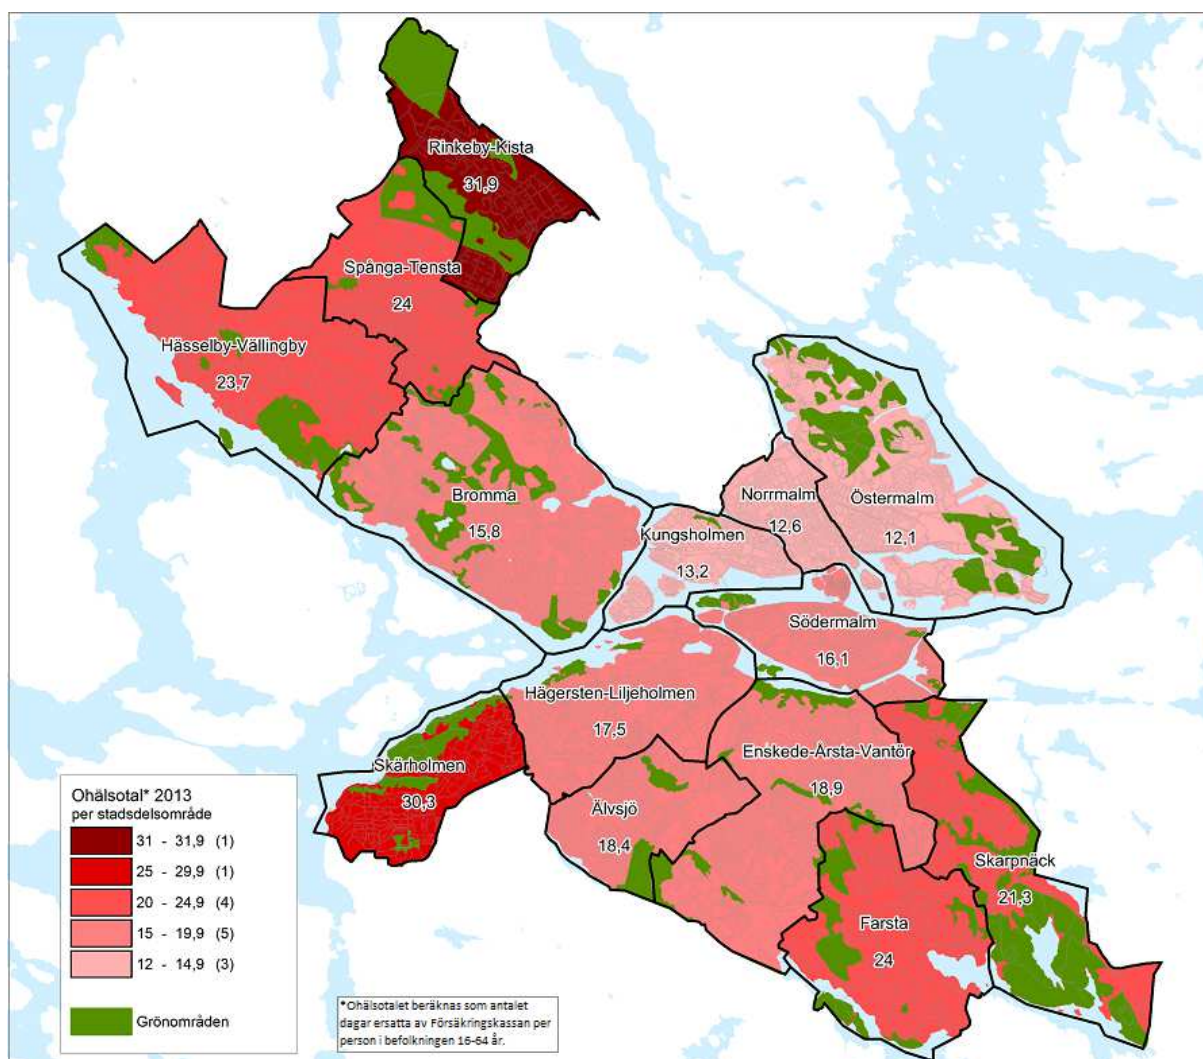 Rinkeby-Kista
31,9
Spånga-Tensta
24
Hässelby-Vällingby
23,7
Bromma
15,8
Norrmalm
12,6
Östermalm
12,1
Kungsholmen
13,2
Södermalm
16,1
Hägersten-Liljeholmen
17,5
Enskede-Årsta-Vantör
18,9
Skärholmen
30,3
Älvsjö
18,4
Skarpnäck
21,3
Farsta
24
Ohälsotal* 2013
per stadsdelsområde
31 - 31,9 (1)
25 - 29,9 (1)
20 - 24,9 (4)
15 - 19,9 (5)
12 - 14,9 (3)
Grönområden
*Ohälsotalet beräknas som antalet
dagar ersatta av Försäkringskassan per
person i befolkningen 16-64 år.